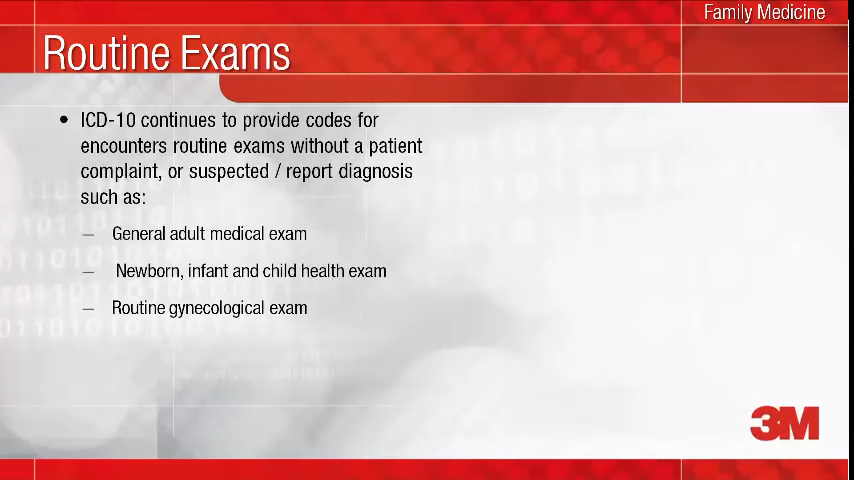 Family Medicine
Routine Exams
• ICD-10 continues to provide codes for
encounters routine exams without a patient
complaint, or suspected / report diagnosis
such as:
– General adult medical exam
– Newborn, infant and child health exam
– Routine gynecological exam
3M